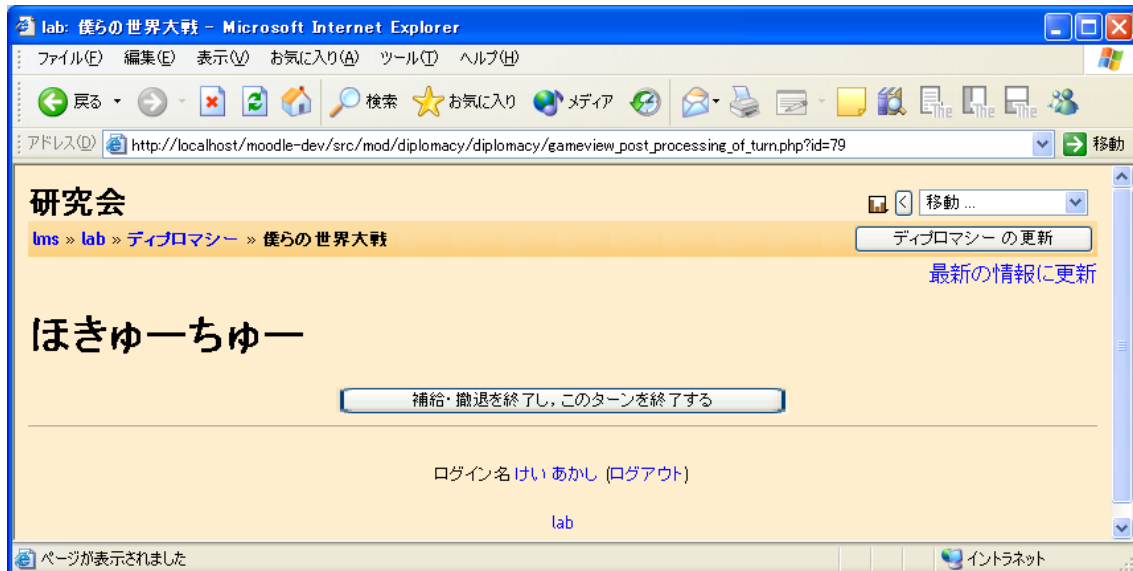 lab: 僕らの世界大戦 - Microsoft Internet Explorer
ファイル(F) 編集(E) 表示(V) お気に入り(A) ツール(T) ヘルプ(H)
戻る 検索 お気に入り メディア The The The
アドレス(D) http://localhost/moodle-dev/src/mod/diplomacy/diplomacy/gameview_post_processing_of_turn.php?id=79 移動
研究会 < 移動 ...
lms » lab » ディプロマシー » 僕らの世界大戦 ディプロマシー の更新
最新の情報に更新
ほきゅーちゅー
補給・撤退を終了し,このターンを終了する
ログイン名 けい あかし (ログアウト)
lab
ページが表示されました イントラネット